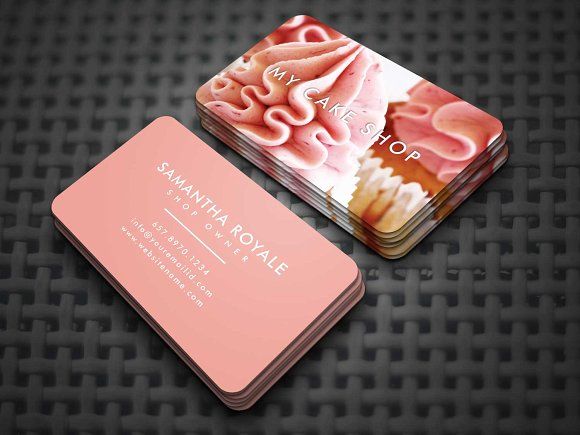 MY CAKE SHOP
SAMANTHA ROYALE
SHOP OWNER
657 8970 1234
info@youremailid.com
www.websitename.com